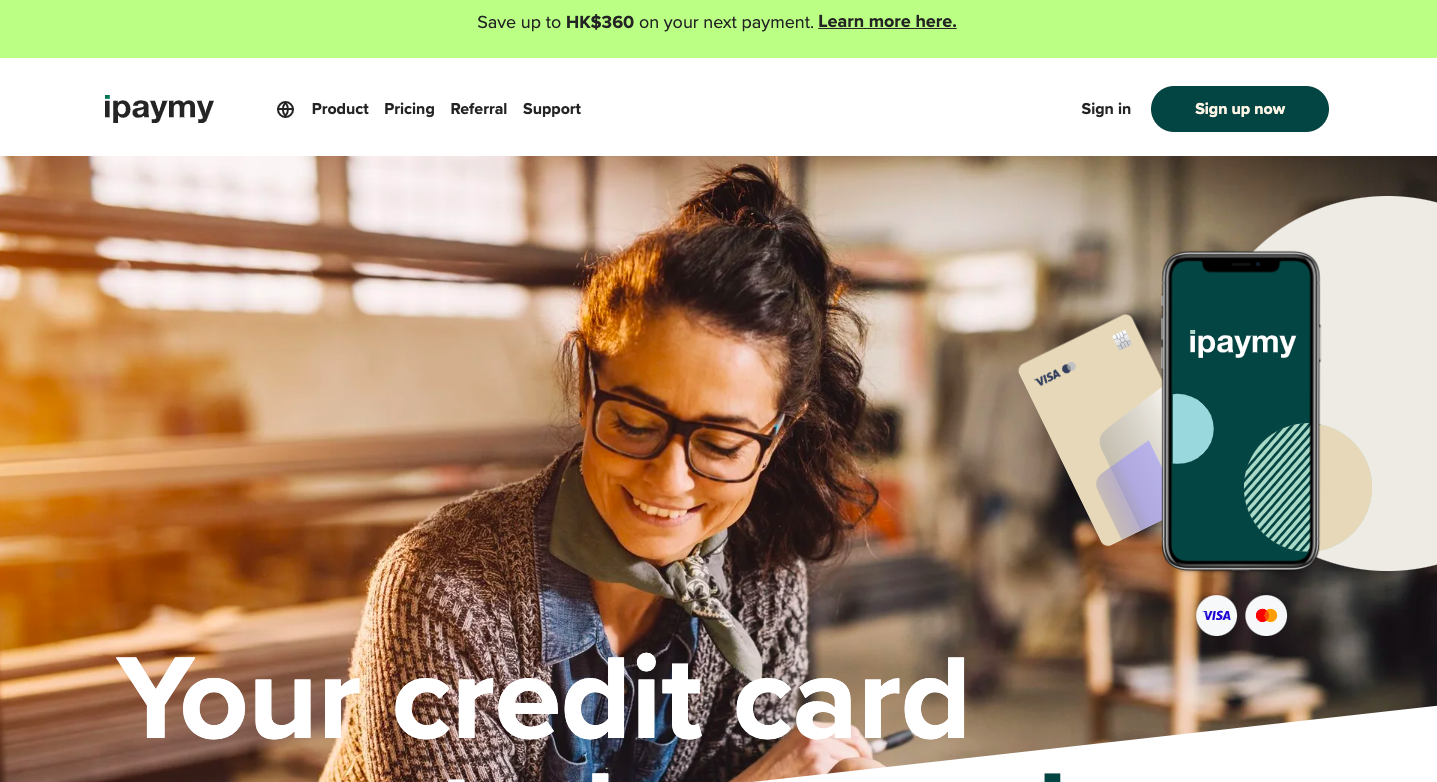 Save up to HK$360 on your next payment. Learn more here.
ipaymy
Product Pricing Referral Support
Sign in
Sign up now
VISA
ipaymy
VISA
Your credit card